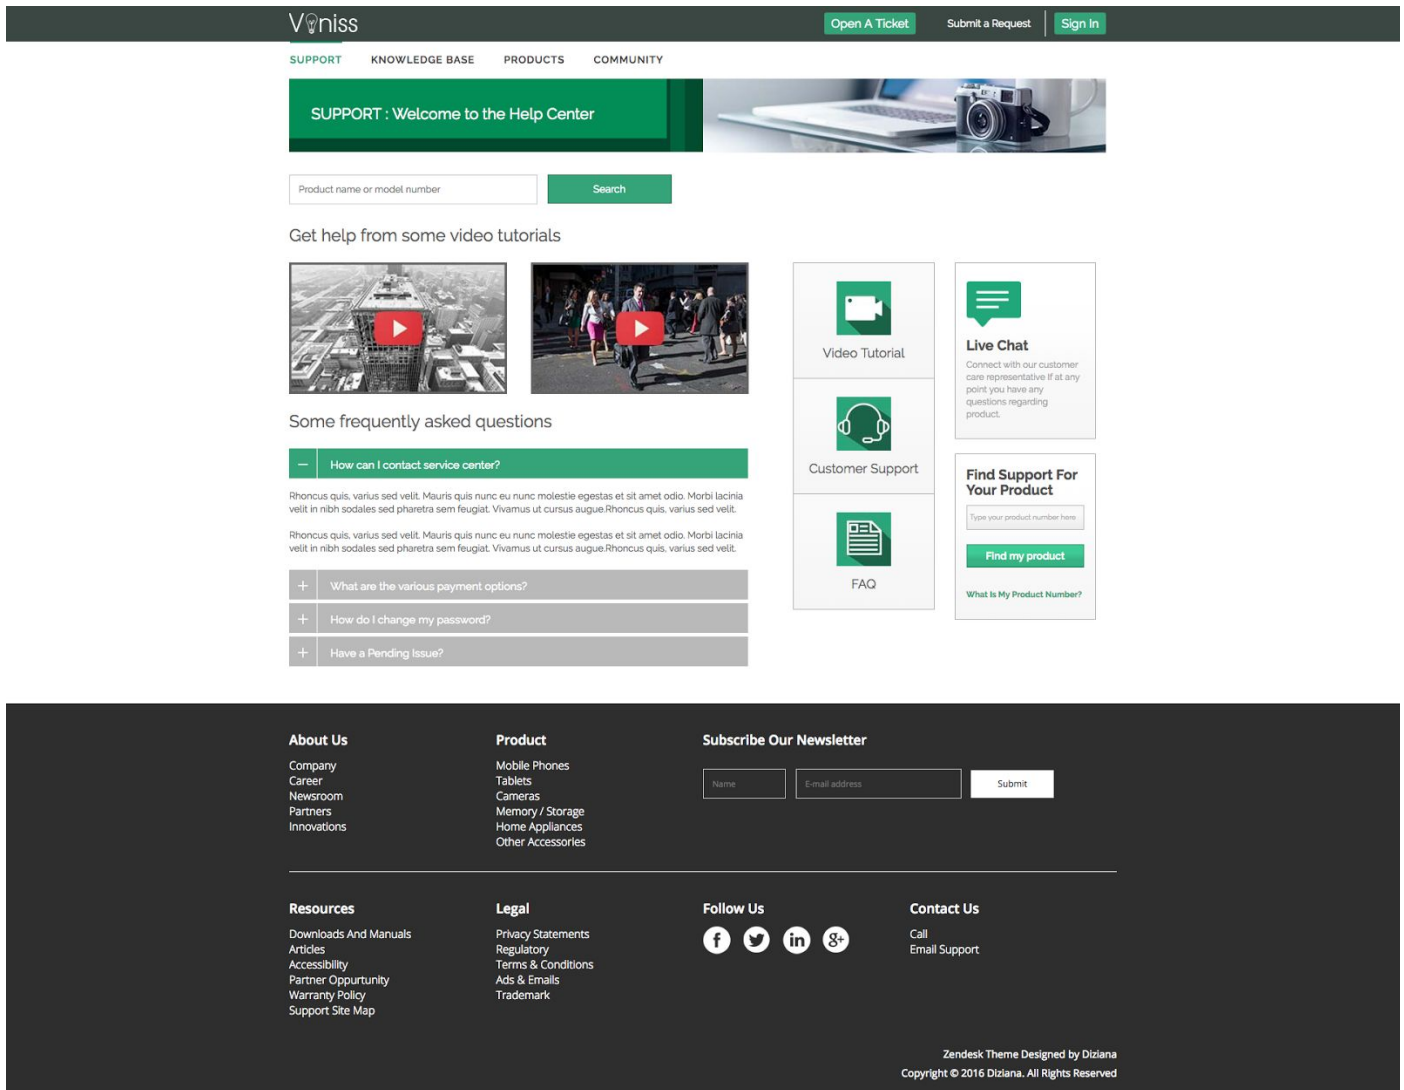 Voniss
Open A Ticket
Submit a Request
Sign In
SUPPORT
KNOWLEDGE BASE
PRODUCTS
COMMUNITY
SUPPORT : Welcome to the Help Center
Product name or model number
Search
Get help from some video tutorials
Some frequently asked questions
How can I contact service center?
Rhoncus quis, varius sed velit. Mauris quis nunc eu nunc molestie egestas et sit amet odio. Morbi lacinia
velit in nibh sodales sed pharetra sem feugiat. Vivamus ut cursus augue.Rhoncus quis, varius sed velit.
Rhoncus quis, varius sed velit. Mauris quis nunc eu nunc molestie egestas et sit amet odio. Morbi lacinia
velit in nibh sodales sed pharetra sem feugiat. Vivamus ut cursus augue.Rhoncus quis, varius sed velit.
What are the various payment options?
How do I change my password?
Have a Pending Issue?
Video Tutorial
Customer Support
FAQ
Live Chat
Connect with our customer
care representative If at any
point you have any
questions regarding
product.
Find Support For
Your Product
Type your product number here
Find my product
What Is My Product Number?
About Us
Company
Career
Newsroom
Partners
Innovations
Product
Mobile Phones
Tablets
Cameras
Memory / Storage
Home Appliances
Other Accessories
Subscribe Our Newsletter
Name
E-mail address
Submit
Resources
Downloads And Manuals
Articles
Accessibility
Partner Oppurtunity
Warranty Policy
Support Site Map
Legal
Privacy Statements
Regulatory
Terms & Conditions
Ads & Emails
Trademark
Follow Us
Contact Us
Call
Email Support
Zendesk Theme Designed by Diziana
Copyright © 2016 Diziana. All Rights Reserved